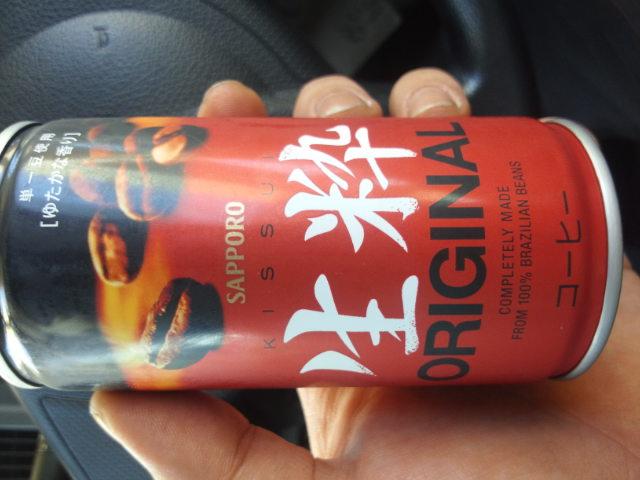 単一豆使用
[ゆたかな香り]
SAPPORO
KISSUI
生粋
ORIGINAL
COMPLETELY MADE
FROM 100% BRAZILIAN BEANS
コーヒー